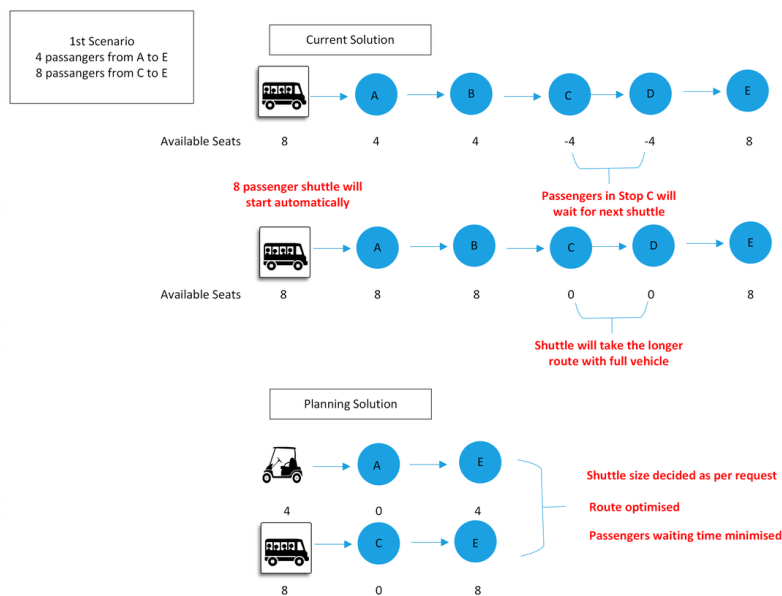 1st Scenario
4 passangers from A to E
8 passangers from C to E
Current Solution
A B C D E
Available Seats 8 4 4 -4 -4 8
8 passenger shuttle will
start automatically
Passengers in Stop C will
wait for next shuttle
A B C D E
Available Seats 8 8 8 0 0 8
Shuttle will take the longer
route with full vehicle
Planning Solution
A E
4 0 4
C E
8 0 8
Shuttle size decided as per request
Route optimised
Passengers waiting time minimised